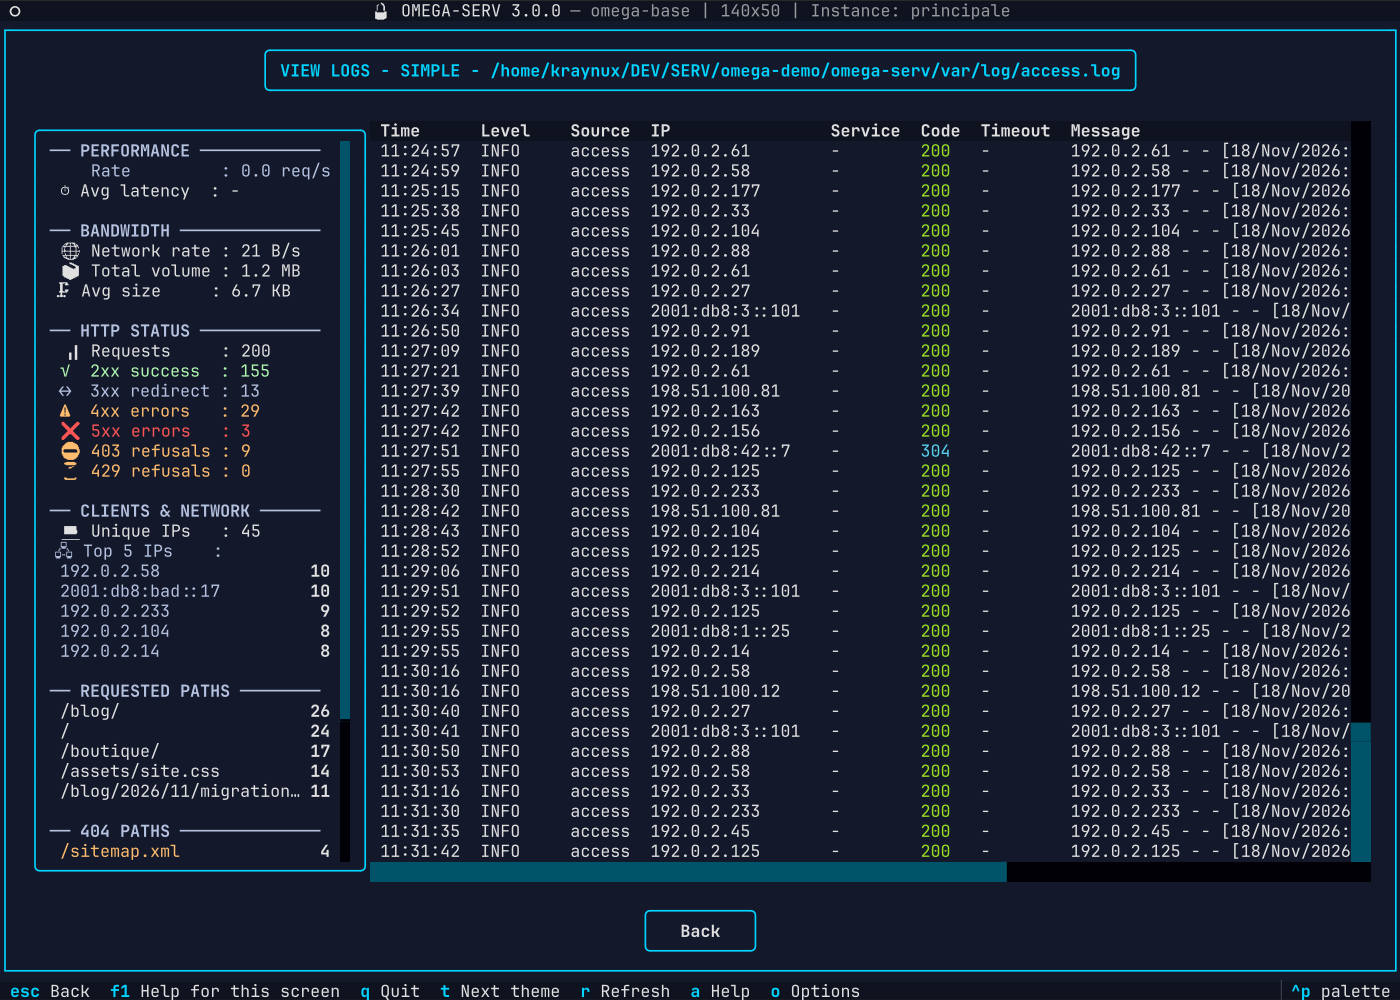 OMEGA-SERV 3.0.0 — omega-base | 140x50 | Instance: principale
VIEW LOGS - SIMPLE - /home/kraynux/DEV/SERV/omega-demo/omega-serv/var/log/access.log
PERFORMANCE
Rate : 0.0 req/s
Avg latency : -
BANDWIDTH
Network rate : 21 B/s
Total volume : 1.2 MB
Avg size : 6.7 KB
HTTP STATUS
Requests : 200
√ 2xx success : 155
↔ 3xx redirect : 13
⚠ 4xx errors : 29
❌ 5xx errors : 3
403 refusals : 9
429 refusals : 0
CLIENTS & NETWORK
Unique IPs : 45
Top 5 IPs :
192.0.2.58 10
2001:db8:bad::17 10
192.0.2.233 9
192.0.2.104 8
192.0.2.14 8
REQUESTED PATHS
/blog/ 26
/ 24
/boutique/ 17
/assets/site.css 14
/blog/2026/11/migration… 11
404 PATHS
/sitemap.xml 4
Time Level Source IP Service Code Timeout Message
11:24:57 INFO access 192.0.2.61 - 200 - 192.0.2.61 - - [18/Nov/2026:
11:24:59 INFO access 192.0.2.58 - 200 - 192.0.2.58 - - [18/Nov/2026:
11:25:15 INFO access 192.0.2.177 - 200 - 192.0.2.177 - - [18/Nov/2026
11:25:38 INFO access 192.0.2.33 - 200 - 192.0.2.33 - - [18/Nov/2026:
11:25:45 INFO access 192.0.2.104 - 200 - 192.0.2.104 - - [18/Nov/2026
11:26:01 INFO access 192.0.2.88 - 200 - 192.0.2.88 - - [18/Nov/2026:
11:26:03 INFO access 192.0.2.61 - 200 - 192.0.2.61 - - [18/Nov/2026:
11:26:27 INFO access 192.0.2.27 - 200 - 192.0.2.27 - - [18/Nov/2026:
11:26:34 INFO access 2001:db8:3::101 - 200 - 2001:db8:3::101 - - [18/Nov/
11:26:50 INFO access 192.0.2.91 - 200 - 192.0.2.91 - - [18/Nov/2026:
11:27:09 INFO access 192.0.2.189 - 200 - 192.0.2.189 - - [18/Nov/2026
11:27:21 INFO access 192.0.2.61 - 200 - 192.0.2.61 - - [18/Nov/2026:
11:27:39 INFO access 198.51.100.81 - 200 - 198.51.100.81 - - [18/Nov/20
11:27:42 INFO access 192.0.2.163 - 200 - 192.0.2.163 - - [18/Nov/2026
11:27:42 INFO access 192.0.2.156 - 200 - 192.0.2.156 - - [18/Nov/2026
11:27:51 INFO access 2001:db8:42::7 - 304 - 2001:db8:42::7 - - [18/Nov/2
11:27:55 INFO access 192.0.2.125 - 200 - 192.0.2.125 - - [18/Nov/2026
11:28:30 INFO access 192.0.2.233 - 200 - 192.0.2.233 - - [18/Nov/2026
11:28:42 INFO access 198.51.100.81 - 200 - 198.51.100.81 - - [18/Nov/20
11:28:43 INFO access 192.0.2.104 - 200 - 192.0.2.104 - - [18/Nov/2026
11:28:52 INFO access 192.0.2.125 - 200 - 192.0.2.125 - - [18/Nov/2026
11:29:06 INFO access 192.0.2.214 - 200 - 192.0.2.214 - - [18/Nov/2026
11:29:51 INFO access 2001:db8:3::101 - 200 - 2001:db8:3::101 - - [18/Nov/
11:29:52 INFO access 192.0.2.125 - 200 - 192.0.2.125 - - [18/Nov/2026
11:29:55 INFO access 2001:db8:1::25 - 200 - 2001:db8:1::25 - - [18/Nov/2
11:29:55 INFO access 192.0.2.14 - 200 - 192.0.2.14 - - [18/Nov/2026:
11:30:16 INFO access 192.0.2.58 - 200 - 192.0.2.58 - - [18/Nov/2026:
11:30:16 INFO access 198.51.100.12 - 200 - 198.51.100.12 - - [18/Nov/20
11:30:40 INFO access 192.0.2.27 - 200 - 192.0.2.27 - - [18/Nov/2026:
11:30:41 INFO access 2001:db8:3::101 - 200 - 2001:db8:3::101 - - [18/Nov/
11:30:50 INFO access 192.0.2.88 - 200 - 192.0.2.88 - - [18/Nov/2026:
11:30:53 INFO access 192.0.2.58 - 200 - 192.0.2.58 - - [18/Nov/2026:
11:31:16 INFO access 192.0.2.33 - 200 - 192.0.2.33 - - [18/Nov/2026:
11:31:30 INFO access 192.0.2.233 - 200 - 192.0.2.233 - - [18/Nov/2026
11:31:35 INFO access 192.0.2.45 - 200 - 192.0.2.45 - - [18/Nov/2026:
11:31:42 INFO access 192.0.2.125 - 200 - 192.0.2.125 - - [18/Nov/2026
Back
esc Back f1 Help for this screen q Quit t Next theme r Refresh a Help o Options ^p palette